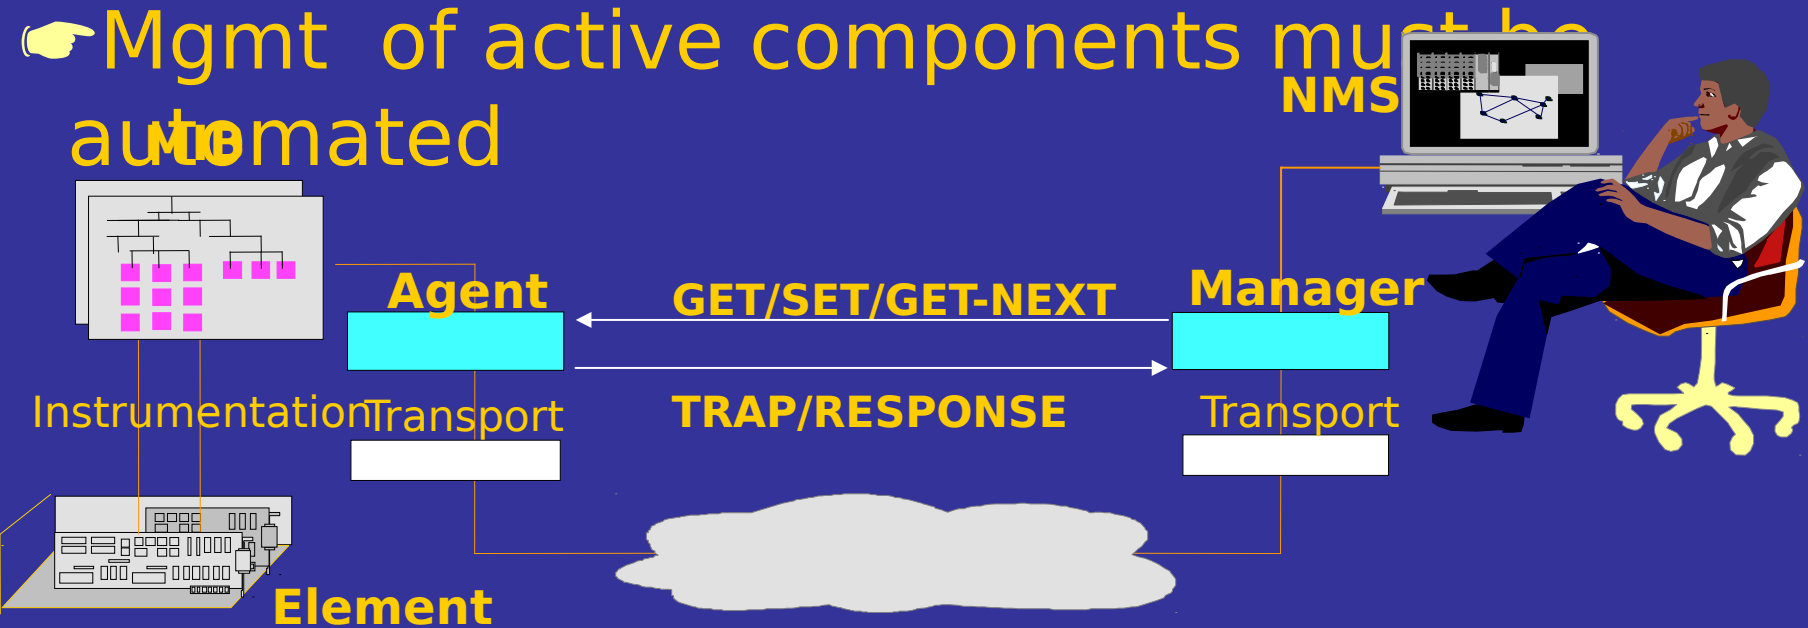 Mgmt of active components must be
automated
NMS
MIB
Agent
GET/SET/GET-NEXT
Manager
Instrumentation
Transport
TRAP/RESPONSE
Transport
Element